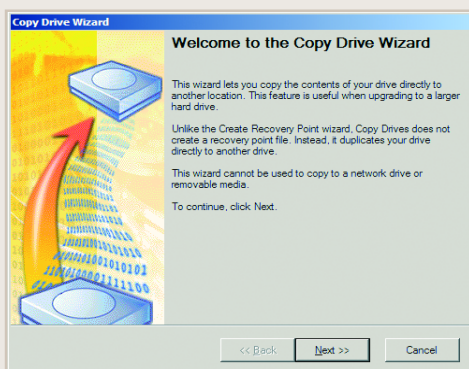 Copy Drive Wizard
Welcome to the Copy Drive Wizard
This wizard lets you copy the contents of your drive directly to
another location. This feature is useful when upgrading to a larger
hard drive.
Unlike the Create Recovery Point wizard, Copy Drives does not
create a recovery point file. Instead, it duplicates your drive
directly to another drive.
This wizard cannot be used to copy to a network drive or
removable media.
To continue, click Next.
<< Back
Next >>
Cancel